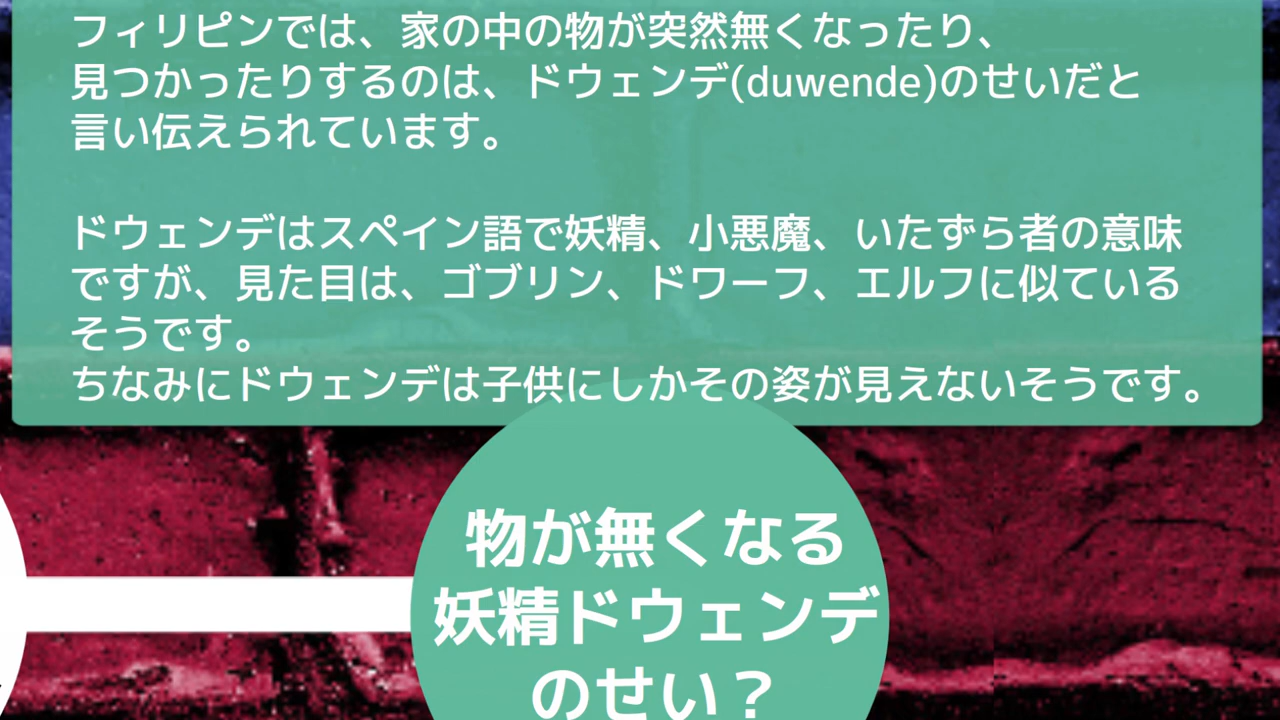 フィリピンでは、家の中の物が突然無くなったり、
見つかったりするのは、ドウェンデ(duwende)のせいだと
言い伝えられています。
ドウェンデはスペイン語で妖精、小悪魔、いたずら者の意味
ですが、見た目は、ゴブリン、ドワーフ、エルフに似ている
そうです。
ちなみにドウェンデは子供にしかその姿が見えないそうです。
物が無くなる
妖精ドウェンデ
のせい？